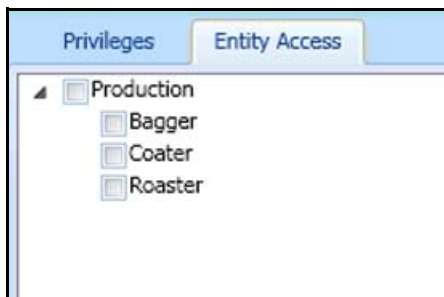 Privileges Entity Access
Production
Bagger
Coater
Roaster